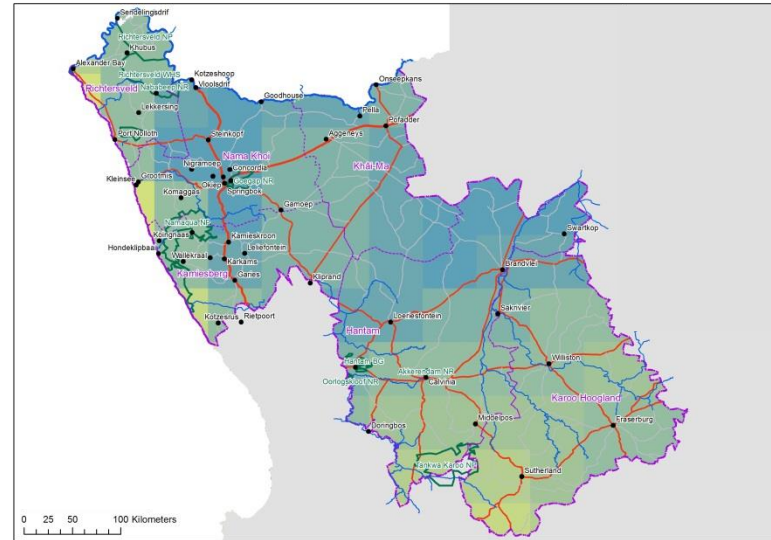 Sendelingsdrif
Richtersveld NP
Khubus
Alexander Bay
Richtersveld WHS
Kotzeshoop
Vioolsdrif
Onseepkans
Richtersveld
Nababeep NR
Goodhouse
Lekkersing
Pella
Pofadder
Port Nolloth
Steinkopf
Aggeneys
Nama Khoi
Nigramoep
Concordia
Khâi-Ma
Kleinsee
Grootmis
Okiep
Goegap NR
Springbok
Komaggas
Gamoep
Namaqua NP
Koingnaas
Swartkop
Hondeklipbaai
Kamieskroon
Leliefontein
Wallekraal
Karkams
Brandvlei
Kamiesberg
Garies
Kliprand
Kotzesrus
Rietpoort
Loeriesfontein
Sakrivier
Hantam
Hantam BG
Akkerendam NR
Williston
Oorlogskloof NR
Calvinia
Karoo Hoogland
Doringbos
Middelpos
Fraserburg
Tankwa Karoo NP
Sutherland
0 25 50 100 Kilometers